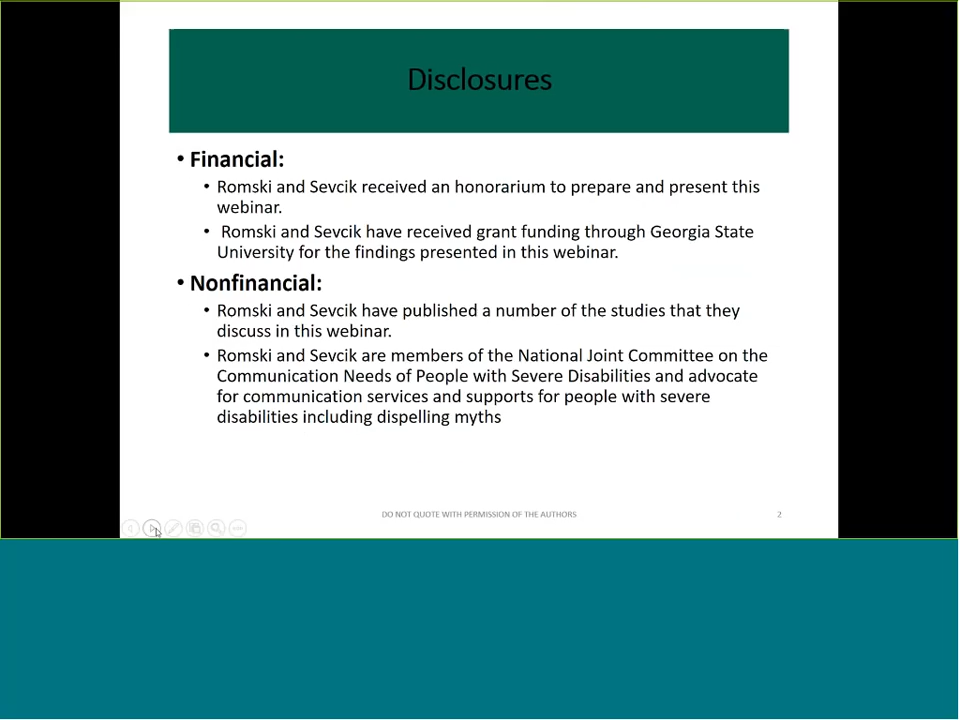 Disclosures
• Financial:
• Romski and Sevcik received an honorarium to prepare and present this
webinar.
• Romski and Sevcik have received grant funding through Georgia State
University for the findings presented in this webinar.
• Nonfinancial:
• Romski and Sevcik have published a number of the studies that they
discuss in this webinar.
• Romski and Sevcik are members of the National Joint Committee on the
Communication Needs of People with Severe Disabilities and advocate
for communication services and supports for people with severe
disabilities including dispelling myths
DO NOT QUOTE WITH PERMISSION OF THE AUTHORS
2